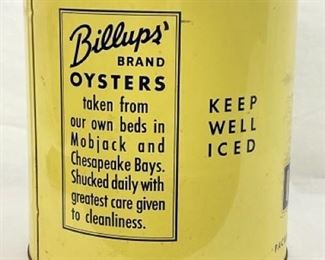 Billups'
BRAND
OYSTERS
taken from
our own beds in
Mobjack and
Chesapeake Bays.
Shucked daily with
greatest care given
to cleanliness.
KEEP
WELL
ICED